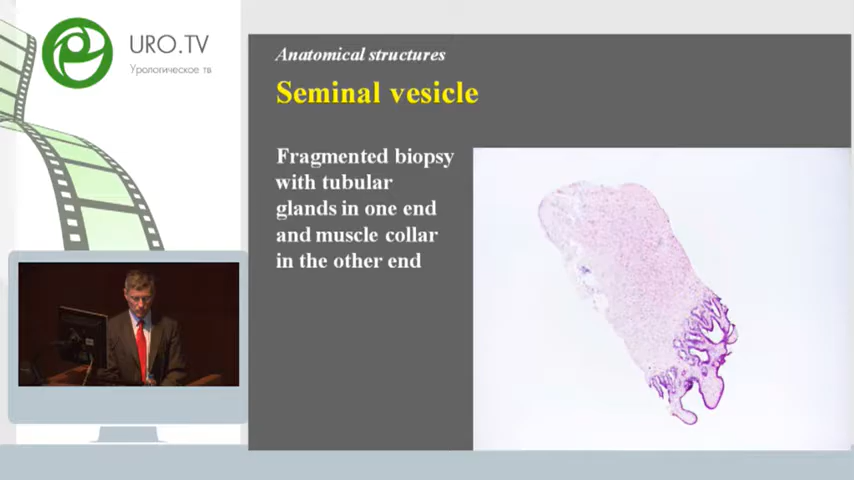 URO.TV
Урологическое тв
Anatomical structures
Seminal vesicle
Fragmented biopsy
with tubular
glands in one end
and muscle collar
in the other end